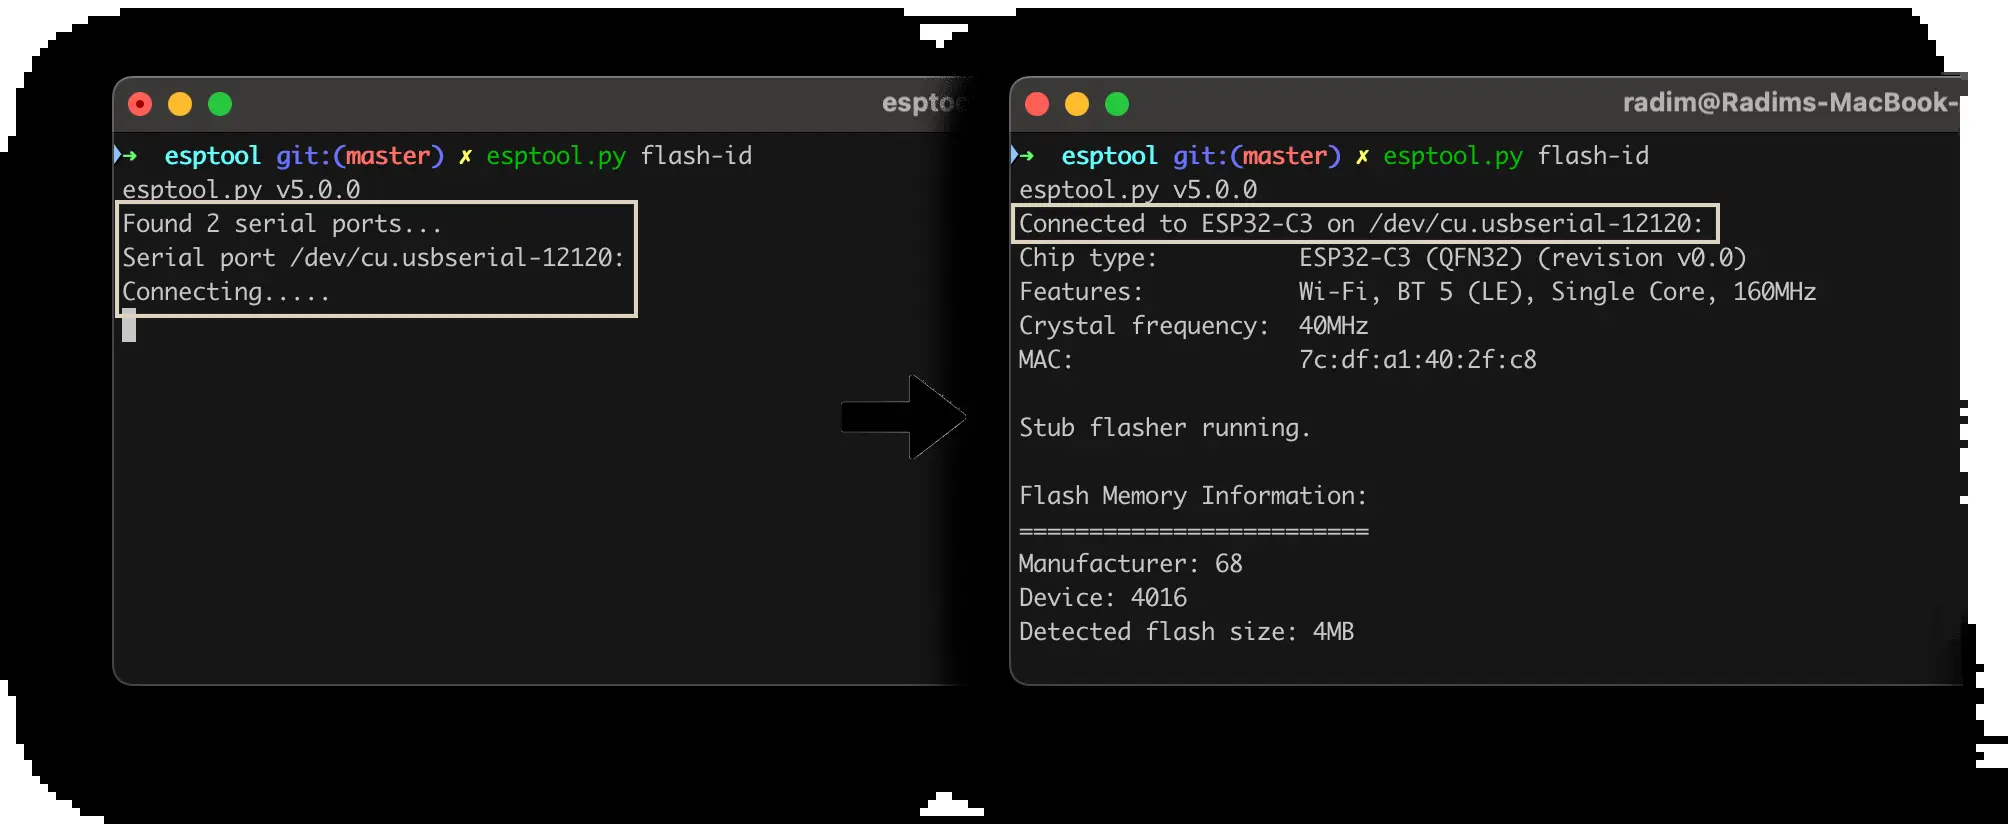 esptoo
➜ esptool git:(master) ✗ esptool.py flash-id
esptool.py v5.0.0
Found 2 serial ports...
Serial port /dev/cu.usbserial-12120:
Connecting.....
radim@Radims-MacBook-
➜ esptool git:(master) ✗ esptool.py flash-id
esptool.py v5.0.0
Connected to ESP32-C3 on /dev/cu.usbserial-12120:
Chip type: ESP32-C3 (QFN32) (revision v0.0)
Features: Wi-Fi, BT 5 (LE), Single Core, 160MHz
Crystal frequency: 40MHz
MAC: 7c:df:a1:40:2f:c8
Stub flasher running.
Flash Memory Information:
=========================
Manufacturer: 68
Device: 4016
Detected flash size: 4MB